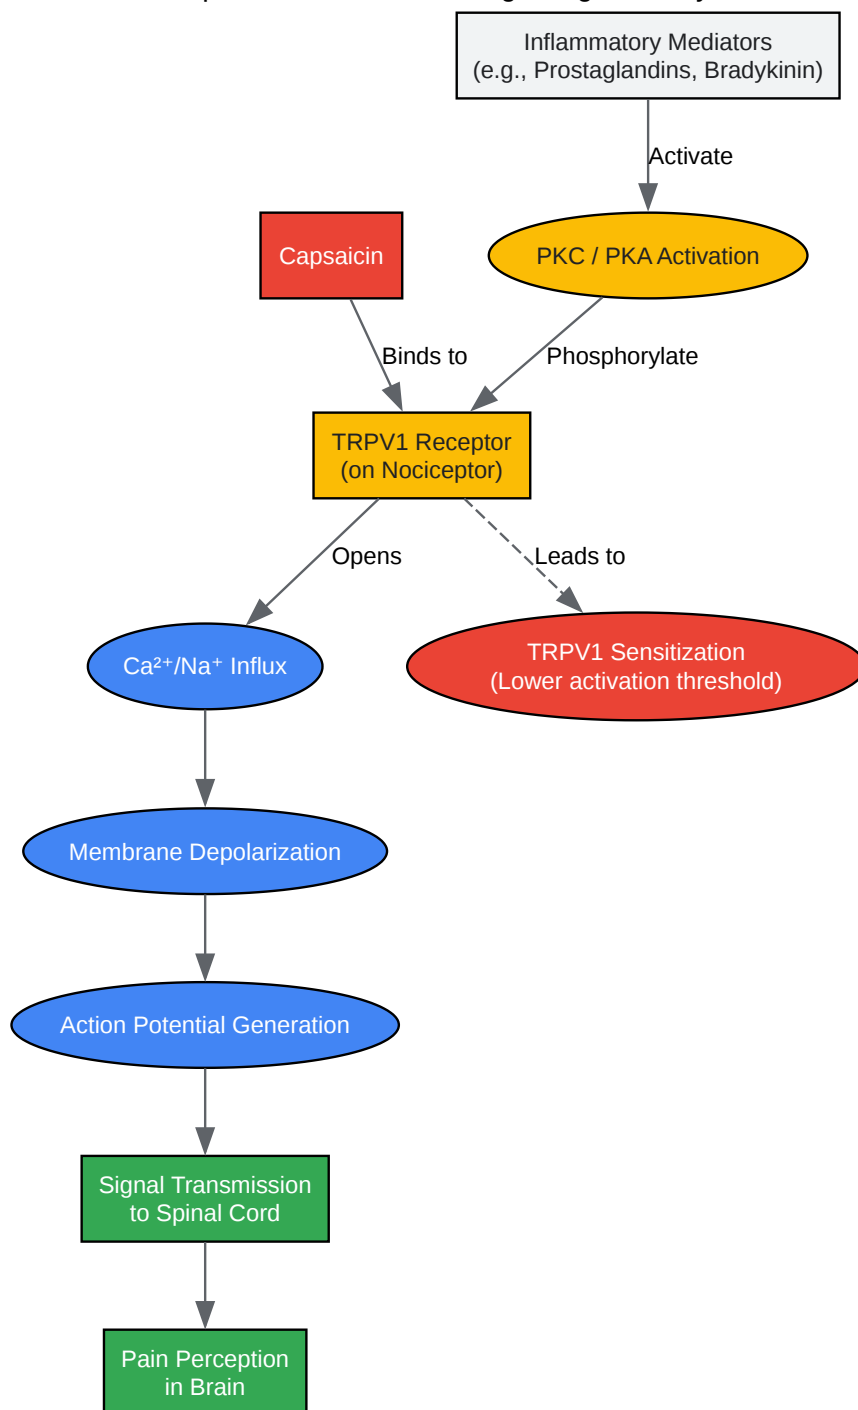 Inflammatory Mediators
(e.g., Prostaglandins, Bradykinin)
Activate
Capsaicin
PKC / PKA Activation
Binds to
Phosphorylate
TRPV1 Receptor
(on Nociceptor)
Opens
Leads to
Ca²⁺/Na⁺ Influx
TRPV1 Sensitization
(Lower activation threshold)
Membrane Depolarization
Action Potential Generation
Signal Transmission
to Spinal Cord
Pain Perception
in Brain